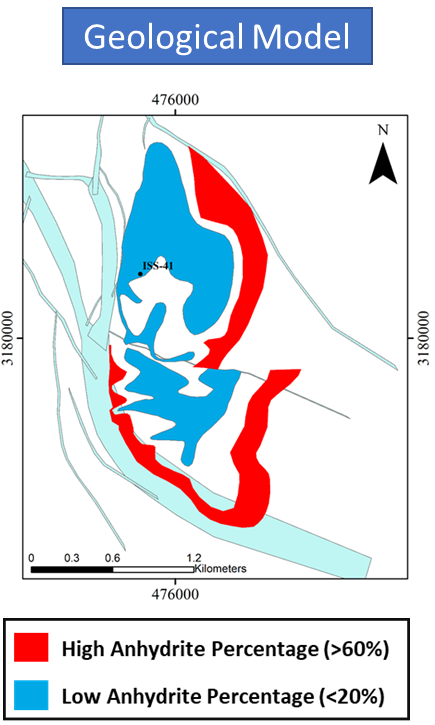 Geological Model
476000
N
ISS-41
3180000
3180000
0 0.3 0.6 1.2
Kilometers
476000
High Anhydrite Percentage (>60%)
Low Anhydrite Percentage (<20%)